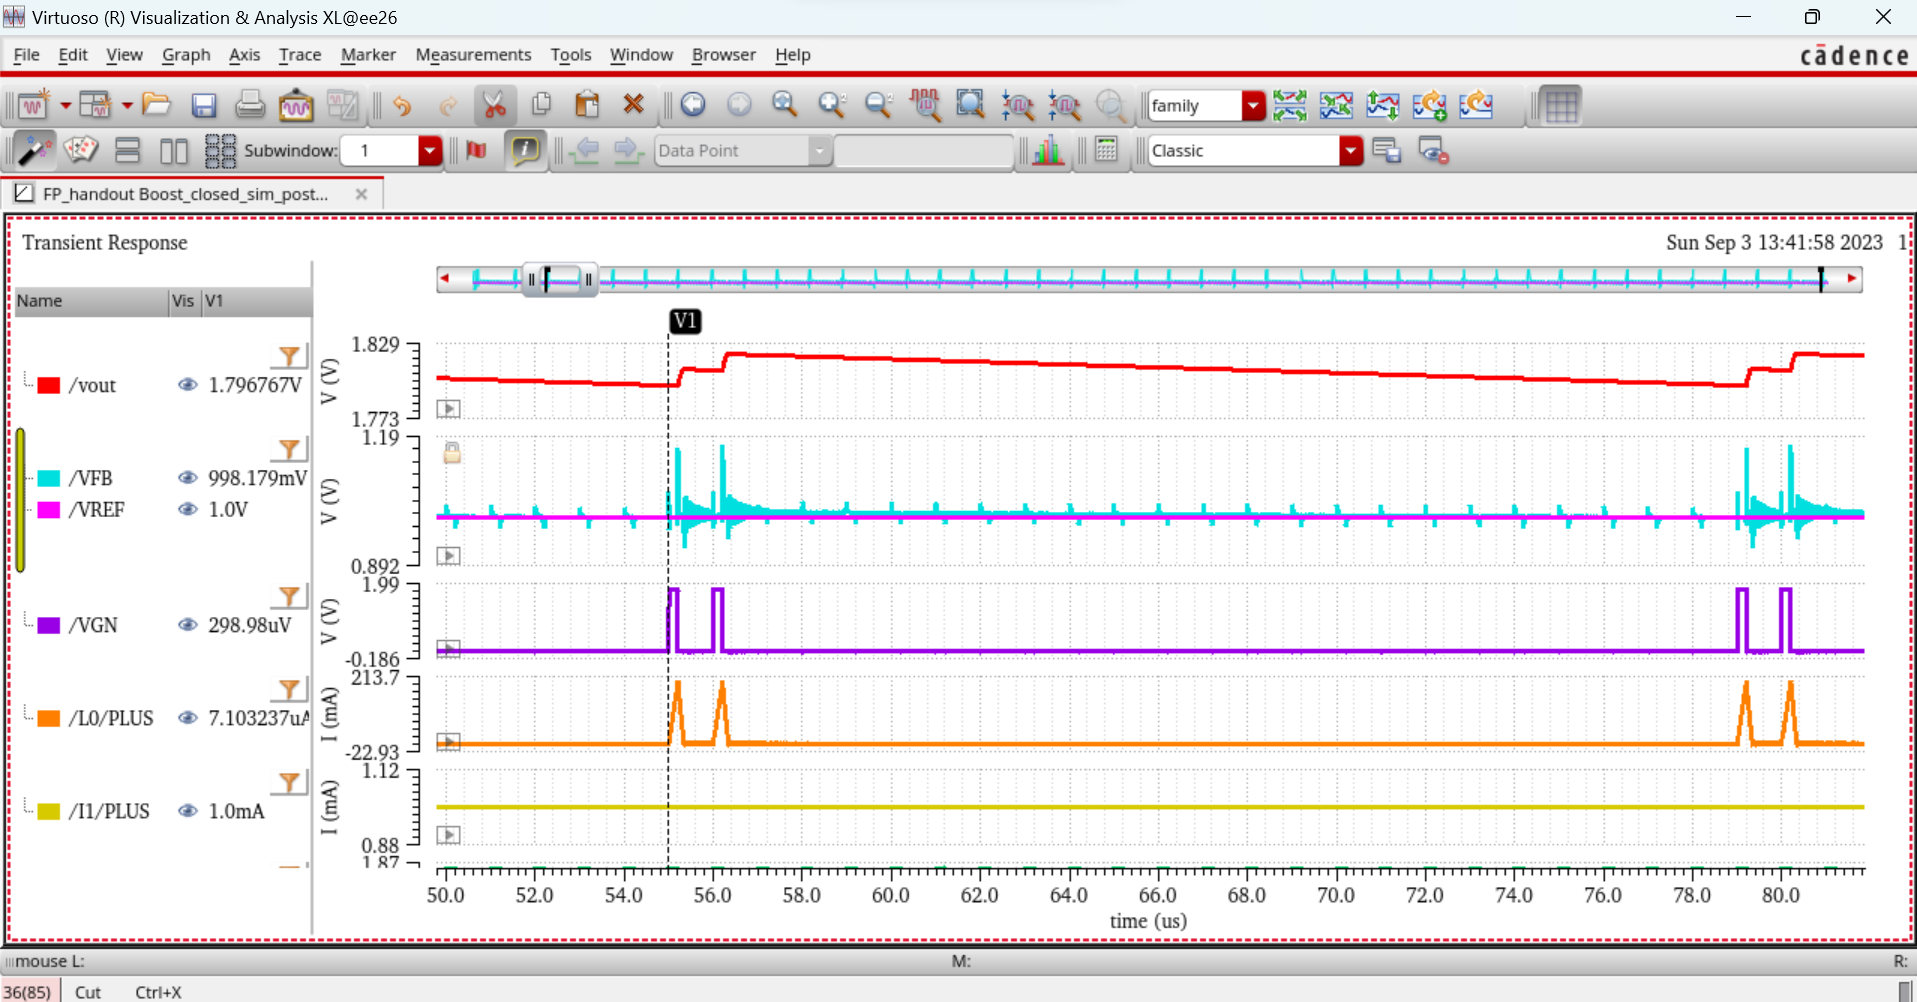 Virtuoso (R) Visualization & Analysis XL@ee26
File Edit View Graph Axis Trace Marker Measurements Tools Window Browser Help
cādence
family
Subwindow: 1
Data Point
Classic
FP_handout Boost_closed_sim_post...
Transient Response
Sun Sep 3 13:41:58 2023 1
Name Vis V1
V1
/vout 1.796767V
V (V)
1.829
1.773
/VFB 998.179mV
/VREF 1.0V
V (V)
1.19
0.892
/VGN 298.98uV
V (V)
1.99
-0.186
/L0/PLUS 7.103237uA
I (mA)
213.7
-22.93
/I1/PLUS 1.0mA
I (mA)
1.12
0.88
1.87
50.0 52.0 54.0 56.0 58.0 60.0 62.0 64.0 66.0 68.0 70.0 72.0 74.0 76.0 78.0 80.0
time (us)
mouse L: M: R:
36(85) Cut Ctrl+X